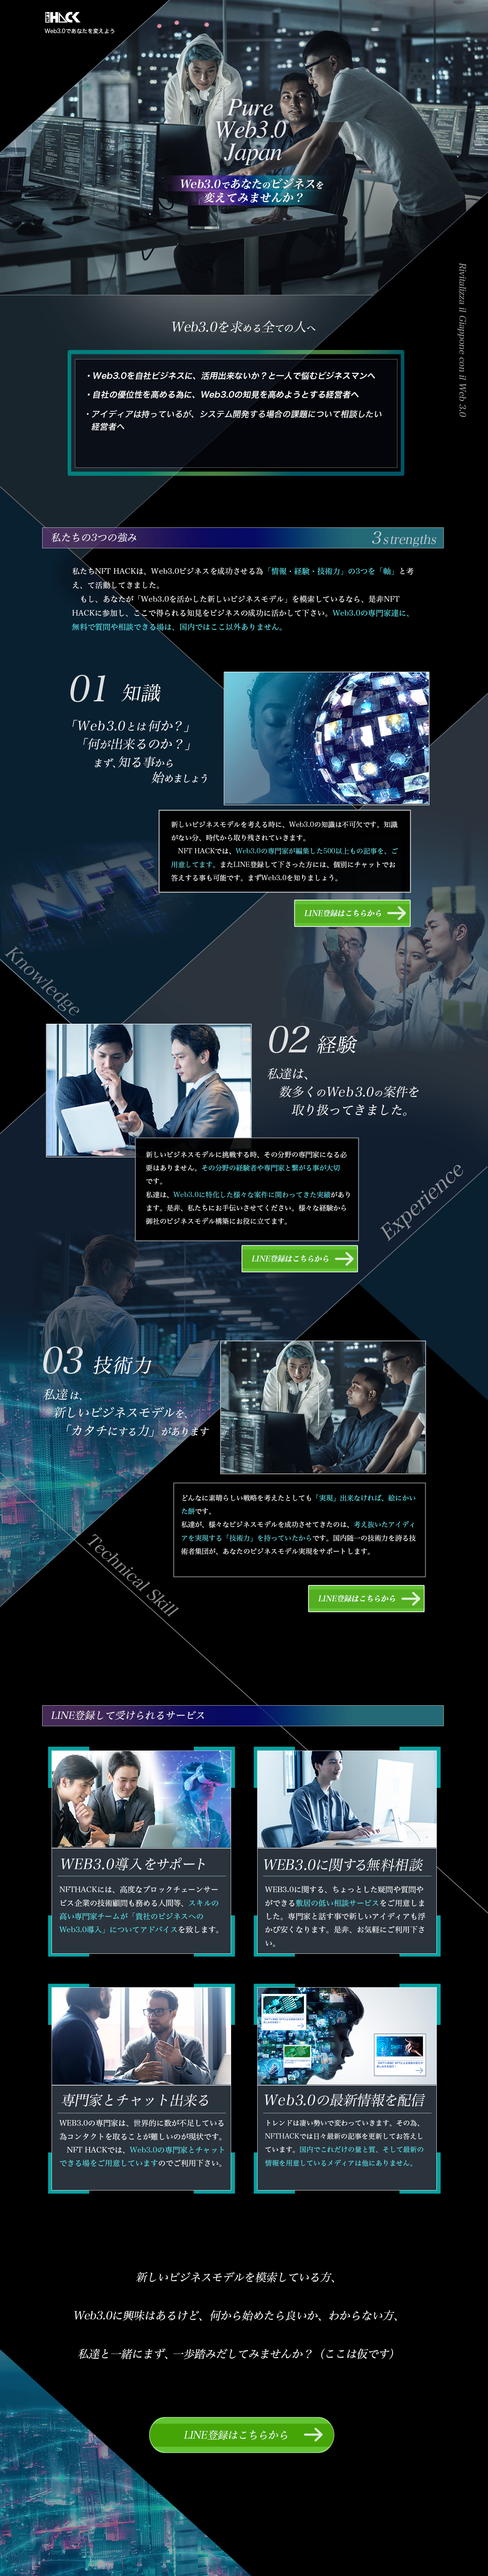 NFT HACK
Web3.0であなたを変えよう
Pure
Web3.0
Japan
Web3.0であなたのビジネスを
変えてみませんか？
Rivitalizza il Giappone con il Web 3.0
Web3.0を求める全ての人へ
・Web3.0を自社ビジネスに、活用出来ないか？と一人で悩むビジネスマンへ
・自社の優位性を高める為に、Web3.0の知見を高めようとする経営者へ
・アイディアは持っているが、システム開発する場合の課題について相談したい
経営者へ
私たちの3つの強み
3 strengths
私たちNFT HACKは、Web3.0ビジネスを成功させる為「情報・経験・技術力」の3つを「軸」と考
え、て活動してきました。
もし、あなたが「Web3.0を活かした新しいビジネスモデル」を模索しているなら、是非NFT
HACKに参加し、ここで得られる知見をビジネスの成功に活かして下さい。Web3.0の専門家達に、
無料で質問や相談できる場は、国内ではここ以外ありません。
01 知識
「Web3.0とは何か？」
「何が出来るのか？」
まず、知る事から
始めましょう
新しいビジネスモデルを考える時に、Web3.0の知識は不可欠です。知識
がない分、時代から取り残されていきます。
NFT HACKでは、Web3.0の専門家が編集した500以上もの記事を、ご
用意してます。またLINE登録して下さった方には、個別にチャットでお
答えする事も可能です。まずWeb3.0を知りましょう。
LINE登録はこちらから
Knowledge
02 経験
私達は、
数多くのWeb3.0の案件を
取り扱ってきました。
新しいビジネスモデルに挑戦する時、その分野の専門家になる必
要はありません。その分野の経験者や専門家と繋がる事が大切
です。
私達は、Web3.0に特化した様々な案件に関わってきた実績があり
ます。是非、私たちにお手伝いさせてください。様々な経験から
御社のビジネスモデル構築にお役に立てます。
LINE登録はこちらから
Experience
03 技術力
私達は、
新しいビジネスモデルを、
「カタチにする力」があります
どんなに素晴らしい戦略を考えたとしても「実現」出来なければ、絵にかい
た餅です。
私達が、様々なビジネスモデルを成功させてきたのは、考え抜いたアイディ
アを実現する「技術力」を持っていたからです。国内随一の技術力を誇る技
術者集団が、あなたのビジネスモデル実現をサポートします。
LINE登録はこちらから
Technical Skill
LINE登録して受けられるサービス
WEB3.0導入をサポート
NFTHACKには、高度なブロックチェーンサー
ビス企業の技術顧問も務める人間等、スキルの
高い専門家チームが「貴社のビジネスへの
Web3.0導入」についてアドバイスを致します。
WEB3.0に関する無料相談
WEB3.0に関する、ちょっとした疑問や質問や
ができる敷居の低い相談サービスをご用意しま
した。専門家と話す事で新しいアイディアも浮
かび安くなります。是非、お気軽にご利用下さ
い。
専門家とチャット出来る
WEB3.0の専門家は、世界的に数が不足している
為コンタクトを取ることが難しいのが現状です。
NFT HACKでは、Web3.0の専門家とチャット
できる場をご用意していますのでご利用下さい。
Web3.0の最新情報を配信
トレンドは凄い勢いで変わっていきます。その為、
NFTHACKでは日々最新の記事を更新してお答えし
ています。国内でこれだけの量と質、そして最新の
情報を用意しているメディアは他にありません。
新しいビジネスモデルを模索している方、
Web3.0に興味はあるけど、何から始めたら良いか、わからない方、
私達と一緒にまず、一歩踏みだしてみませんか？（ここは仮です）
LINE登録はこちらから